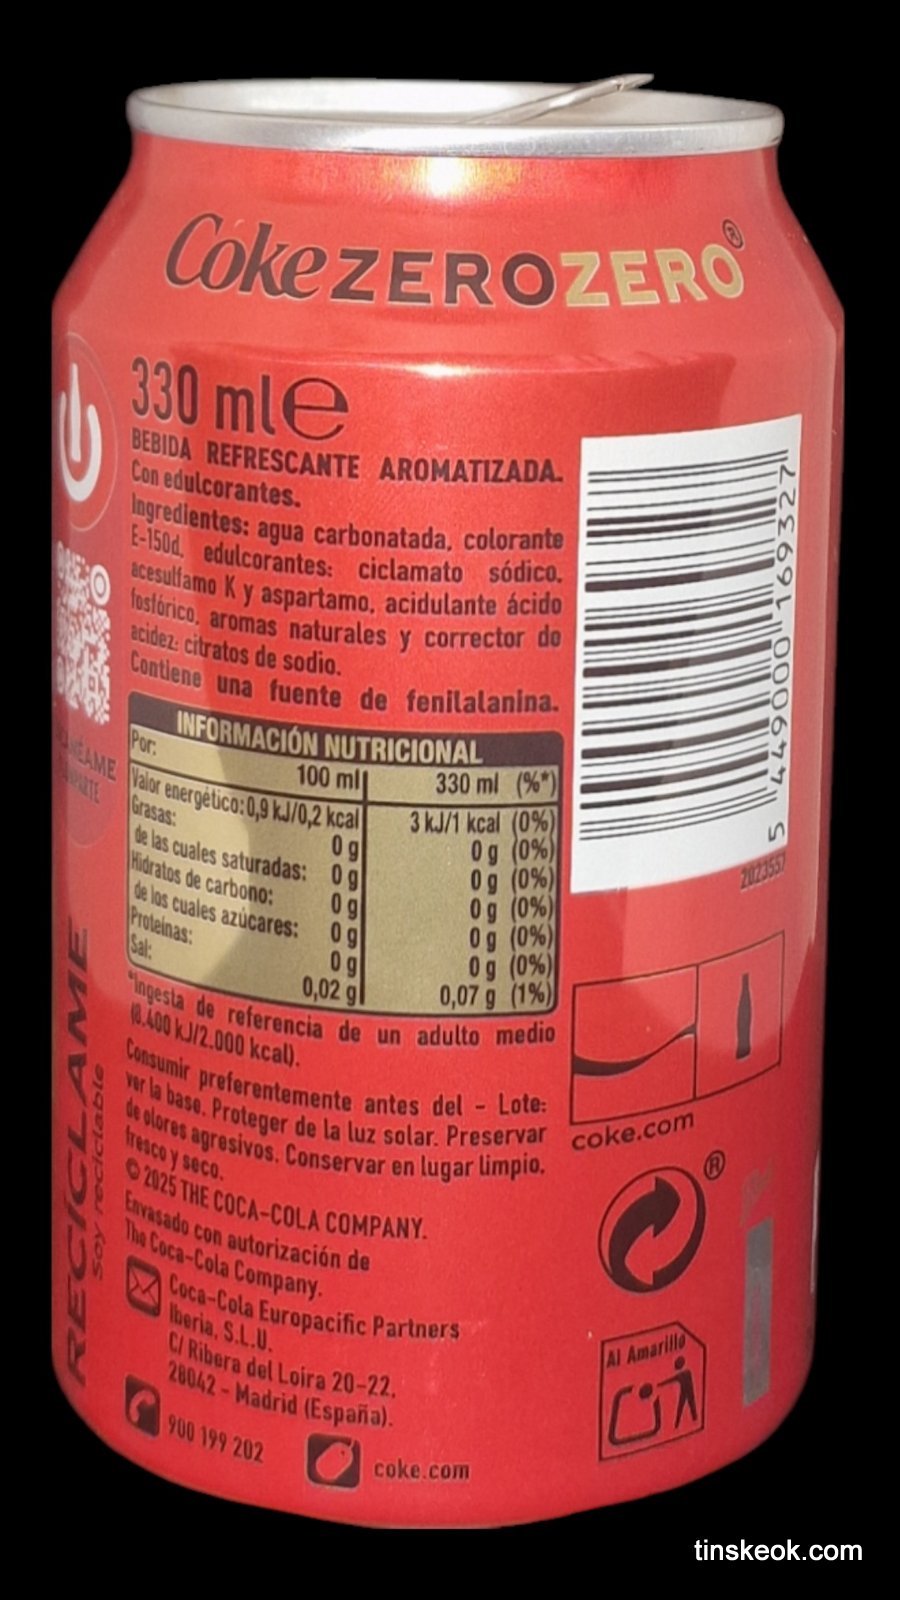 Coke ZERO ZERO®
330 ml e
BEBIDA REFRESCANTE AROMATIZADA.
Con edulcorantes.
Ingredientes: agua carbonatada, colorante
E-150d, edulcorantes: ciclamato sódico,
acesulfamo K y aspartamo, acidulante ácido
fosfórico, aromas naturales y corrector de
acidez: citratos de sodio.
Contiene una fuente de fenilalanina.
INFORMACIÓN NUTRICIONAL
Por: 100 ml 330 ml (%*)
Valor energético: 0,9 kJ/0,2 kcal 3 kJ/1 kcal (0%)
Grasas: 0 g 0 g (0%)
de las cuales saturadas: 0 g 0 g (0%)
Hidratos de carbono: 0 g 0 g (0%)
de los cuales azúcares: 0 g 0 g (0%)
Proteínas: 0 g 0 g (0%)
Sal: 0,02 g 0,07 g (1%)
*Ingesta de referencia de un adulto medio
(8.400 kJ/2.000 kcal).
Consumir preferentemente antes del - Lote:
ver la base. Proteger de la luz solar. Preservar
de olores agresivos. Conservar en lugar limpio,
fresco y seco.
© 2025 THE COCA-COLA COMPANY.
Envasado con autorización de
The Coca-Cola Company.
Coca-Cola Europacific Partners
Iberia, S.L.U.
C/ Ribera del Loira 20-22,
28042 - Madrid (España).
900 199 202
coke.com
RECÍCLAME
Soy reciclable
5 449000 169327
2023557
coke.com
®
Al Amarillo
tinskeok.com